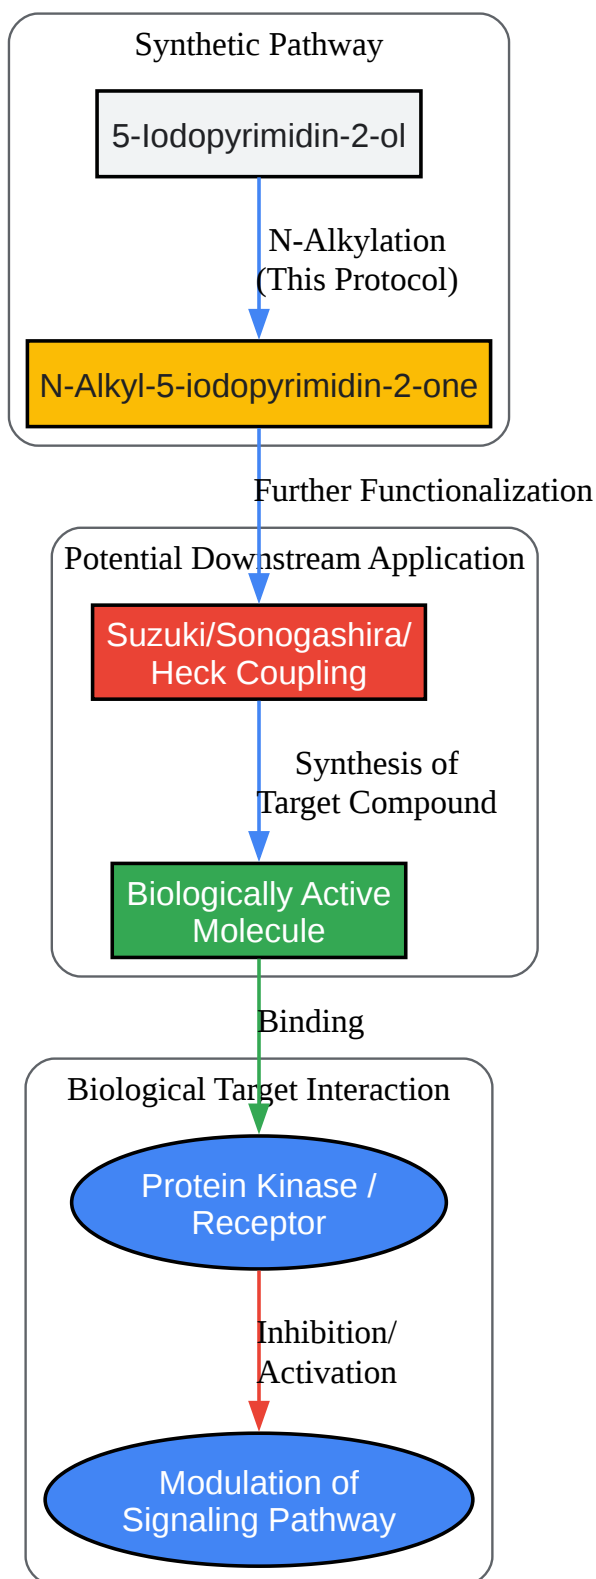 Synthetic Pathway
5-Iodopyrimidin-2-ol
N-Alkylation
(This Protocol)
N-Alkyl-5-iodopyrimidin-2-one
Further Functionalization
Potential Downstream Application
Suzuki/Sonogashira/
Heck Coupling
Synthesis of
Target Compound
Biologically Active
Molecule
Binding
Biological Target Interaction
Protein Kinase /
Receptor
Inhibition/
Activation
Modulation of
Signaling Pathway